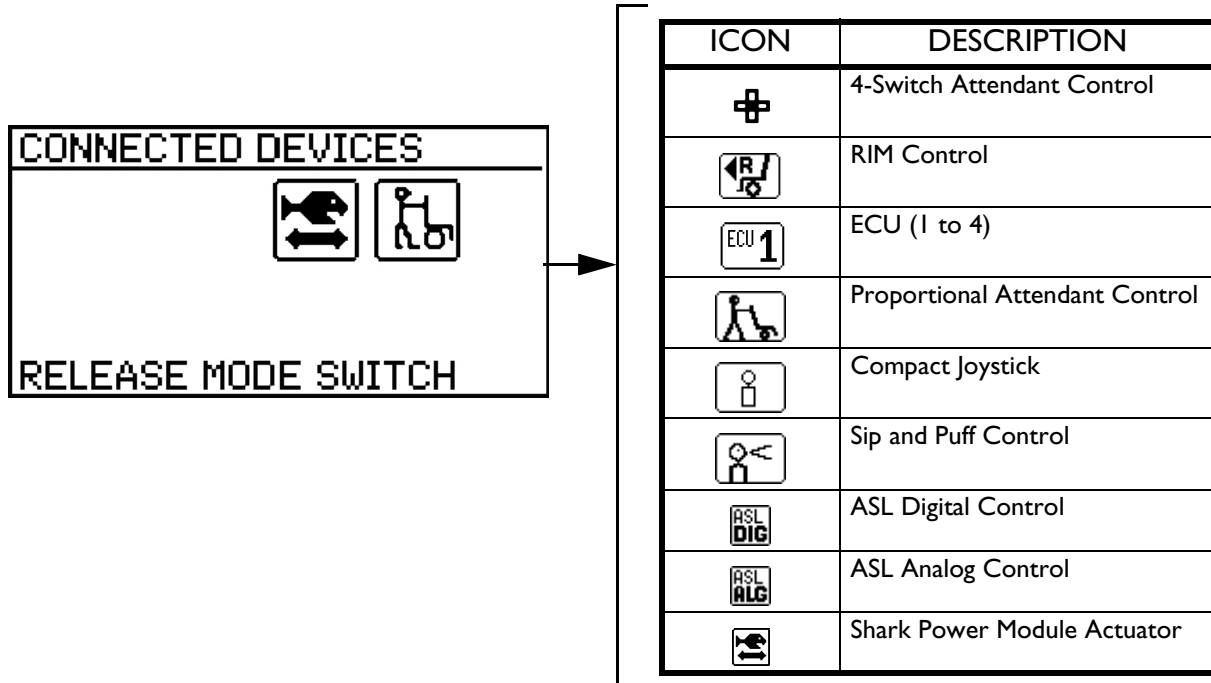 CONNECTED DEVICES
RELEASE MODE SWITCH
ICON DESCRIPTION
4-Switch Attendant Control
R RIM Control
ECU 1 ECU (1 to 4)
Proportional Attendant Control
Compact Joystick
Sip and Puff Control
ASL DIG ASL Digital Control
ASL ALG ASL Analog Control
Shark Power Module Actuator